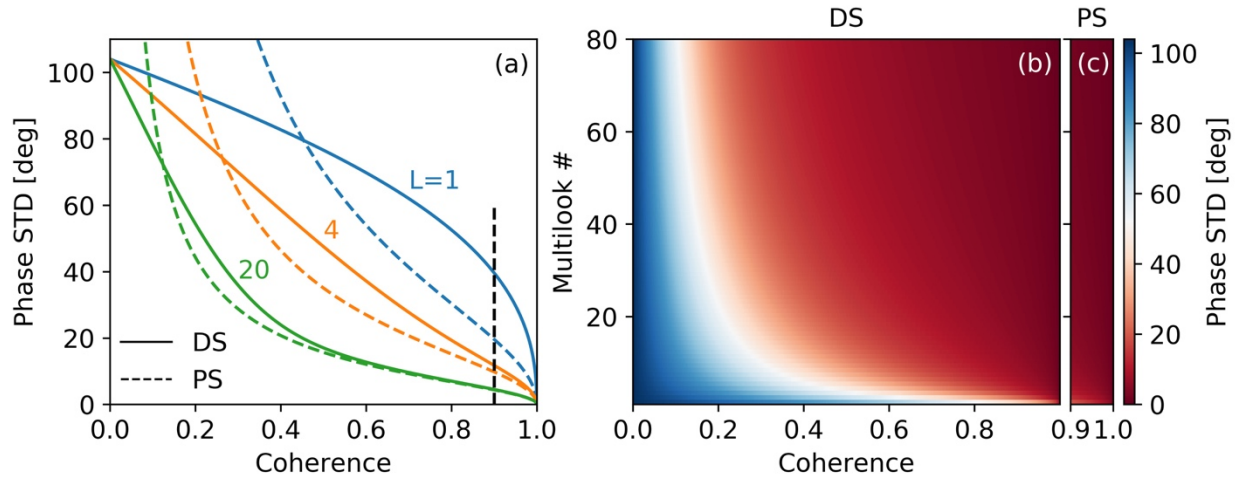 (a)
Phase STD [deg]
100
80
60
40
20
0
L=1
4
20
DS
PS
0.0 0.2 0.4 0.6 0.8 1.0
Coherence
DS PS
(b) (c)
Multilook #
80
60
40
20
0.0 0.2 0.4 0.6 0.8 0.9 1.0
Coherence
100
80
60
40
20
0
Phase STD [deg]